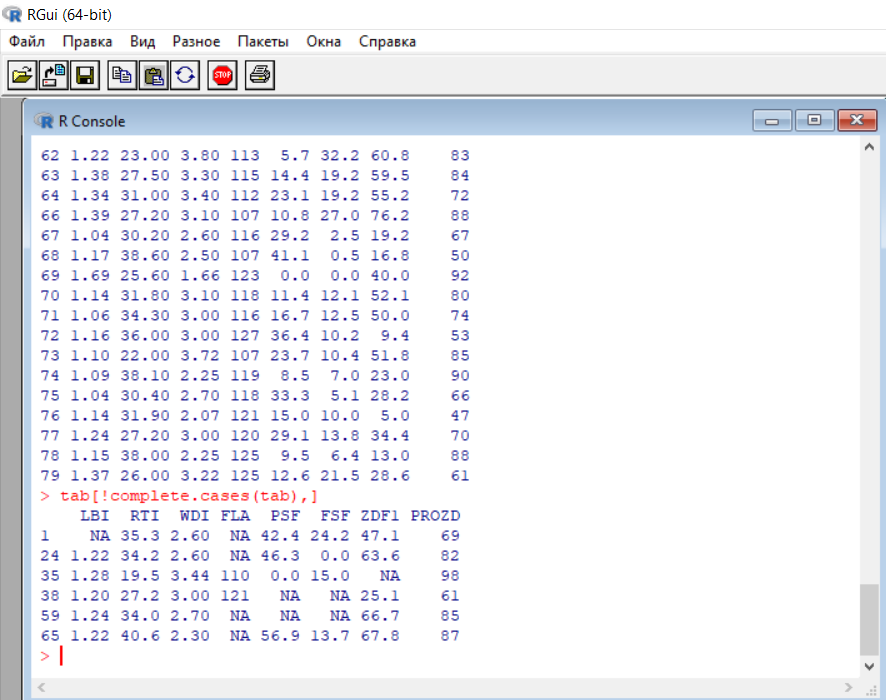 RGui (64-bit)
Файл Правка Вид Разное Пакеты Окна Справка
STOP
R Console
62 1.22 23.00 3.80 113 5.7 32.2 60.8 83
63 1.38 27.50 3.30 115 14.4 19.2 59.5 84
64 1.34 31.00 3.40 112 23.1 19.2 55.2 72
66 1.39 27.20 3.10 107 10.8 27.0 76.2 88
67 1.04 30.20 2.60 116 29.2 2.5 19.2 67
68 1.17 38.60 2.50 107 41.1 0.5 16.8 50
69 1.69 25.60 1.66 123 0.0 0.0 40.0 92
70 1.14 31.80 3.10 118 11.4 12.1 52.1 80
71 1.06 34.30 3.00 116 16.7 12.5 50.0 74
72 1.16 36.00 3.00 127 36.4 10.2 9.4 53
73 1.10 22.00 3.72 107 23.7 10.4 51.8 85
74 1.09 38.10 2.25 119 8.5 7.0 23.0 90
75 1.04 30.40 2.70 118 33.3 5.1 28.2 66
76 1.14 31.90 2.07 121 15.0 10.0 5.0 47
77 1.24 27.20 3.00 120 29.1 13.8 34.4 70
78 1.15 38.00 2.25 125 9.5 6.4 13.0 88
79 1.37 26.00 3.22 125 12.6 21.5 28.6 61
> tab[!complete.cases(tab),]
LBI RTI WDI FLA PSF FSF ZDF1 PROZD
1 NA 35.3 2.60 NA 42.4 24.2 47.1 69
24 1.22 34.2 2.60 NA 46.3 0.0 63.6 82
35 1.28 19.5 3.44 110 0.0 15.0 NA 98
38 1.20 27.2 3.00 121 NA NA 25.1 61
59 1.24 34.0 2.70 NA NA NA 66.7 85
65 1.22 40.6 2.30 NA 56.9 13.7 67.8 87
>